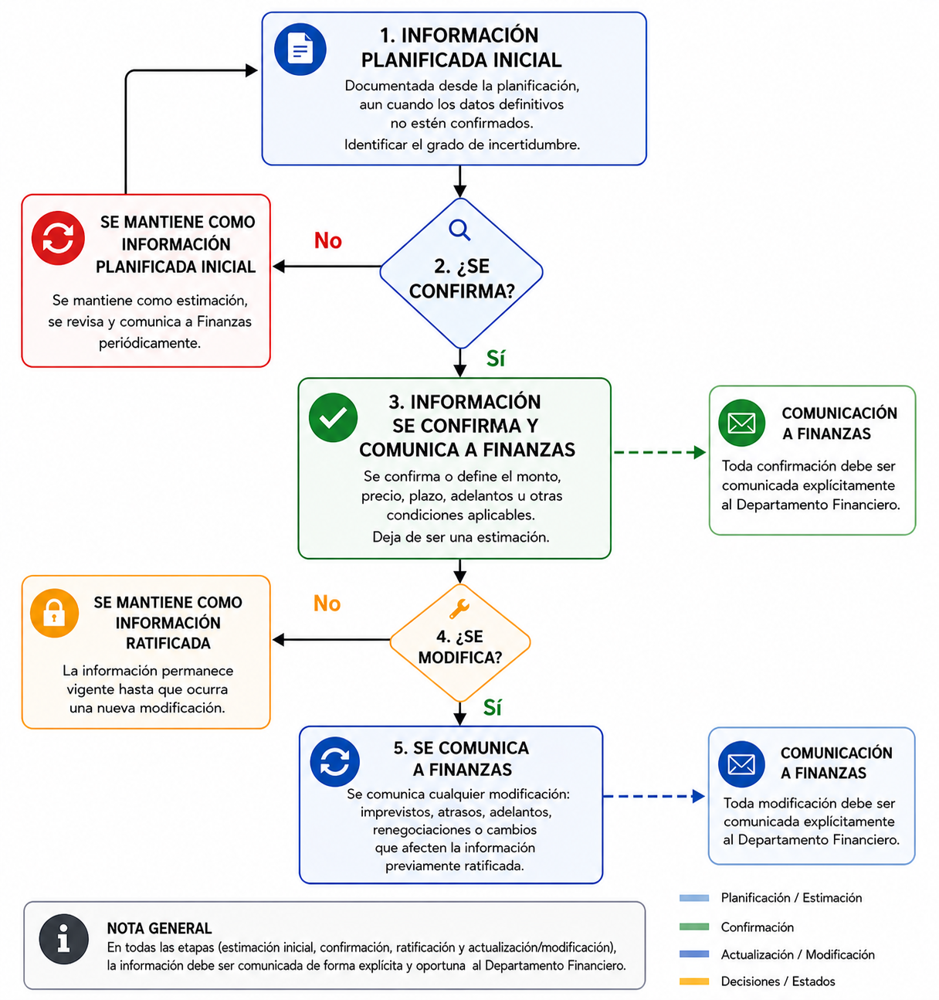 1. INFORMACIÓN
PLANIFICADA INICIAL
Documentada desde la planificación,
aun cuando los datos definitivos
no estén confirmados.
Identificar el grado de incertidumbre.
SE MANTIENE COMO
INFORMACIÓN
PLANIFICADA INICIAL
Se mantiene como estimación,
se revisa y comunica a Finanzas
periódicamente.
No
2. ¿SE
CONFIRMA?
Sí
3. INFORMACIÓN
SE CONFIRMA Y
COMUNICA A FINANZAS
Se confirma o define el monto,
precio, plazo, adelantos u otras
condiciones aplicables.
Deja de ser una estimación.
COMUNICACIÓN
A FINANZAS
Toda confirmación debe ser
comunicada explícitamente
al Departamento Financiero.
SE MANTIENE COMO
INFORMACIÓN
RATIFICADA
La información permanece
vigente hasta que ocurra
una nueva modificación.
No
4. ¿SE
MODIFICA?
Sí
5. SE COMUNICA
A FINANZAS
Se comunica cualquier modificación:
imprevistos, atrasos, adelantos,
renegociaciones o cambios
que afecten la información
previamente ratificada.
COMUNICACIÓN
A FINANZAS
Toda modificación debe ser
comunicada explícitamente
al Departamento Financiero.
NOTA GENERAL
En todas las etapas (estimación inicial, confirmación, ratificación y actualización/modificación),
la información debe ser comunicada de forma explícita y oportuna al Departamento Financiero.
Planificación / Estimación
Confirmación
Actualización / Modificación
Decisiones / Estados